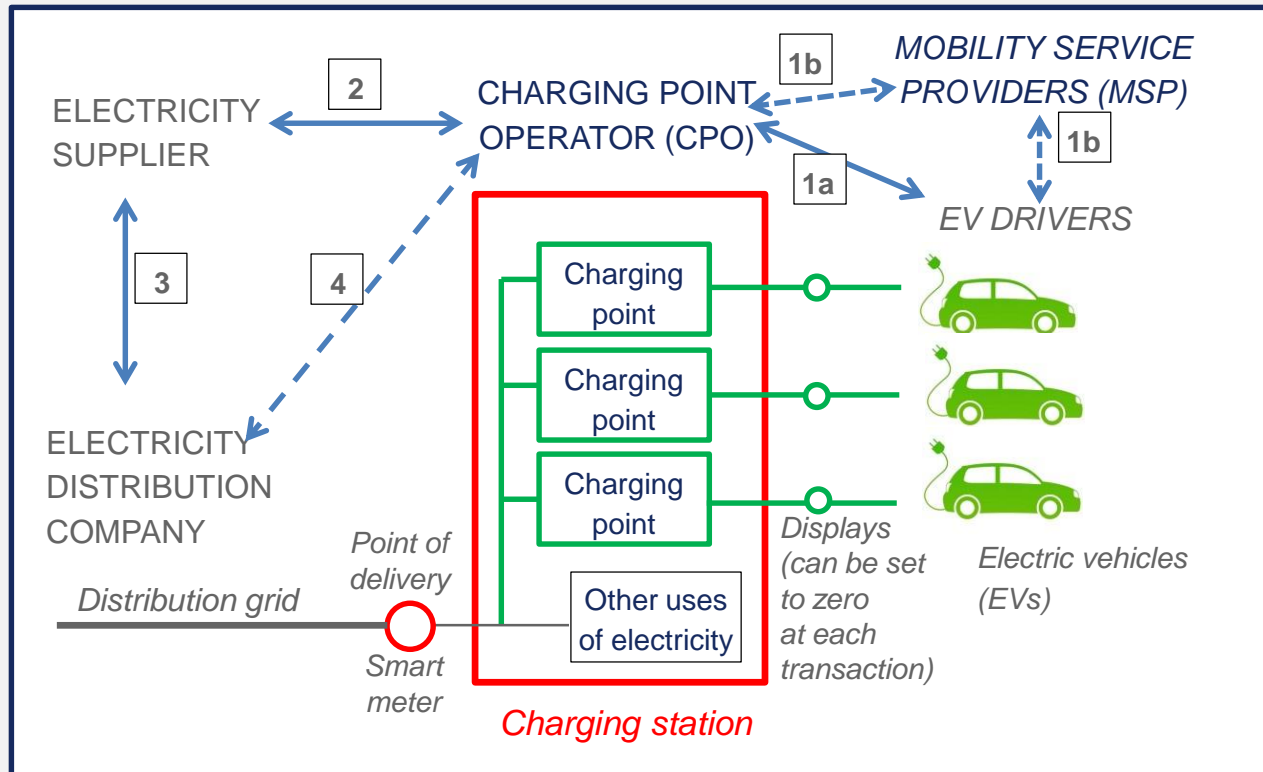 ELECTRICITY
SUPPLIER
2
CHARGING POINT
OPERATOR (CPO)
1b
MOBILITY SERVICE
PROVIDERS (MSP)
1b
1a
EV DRIVERS
3
4
ELECTRICITY
DISTRIBUTION
COMPANY
Charging
point
Charging
point
Charging
point
Point of
delivery
Distribution grid
Smart
meter
Other uses
of electricity
Displays
(can be set
to zero
at each
transaction)
Electric vehicles
(EVs)
Charging station